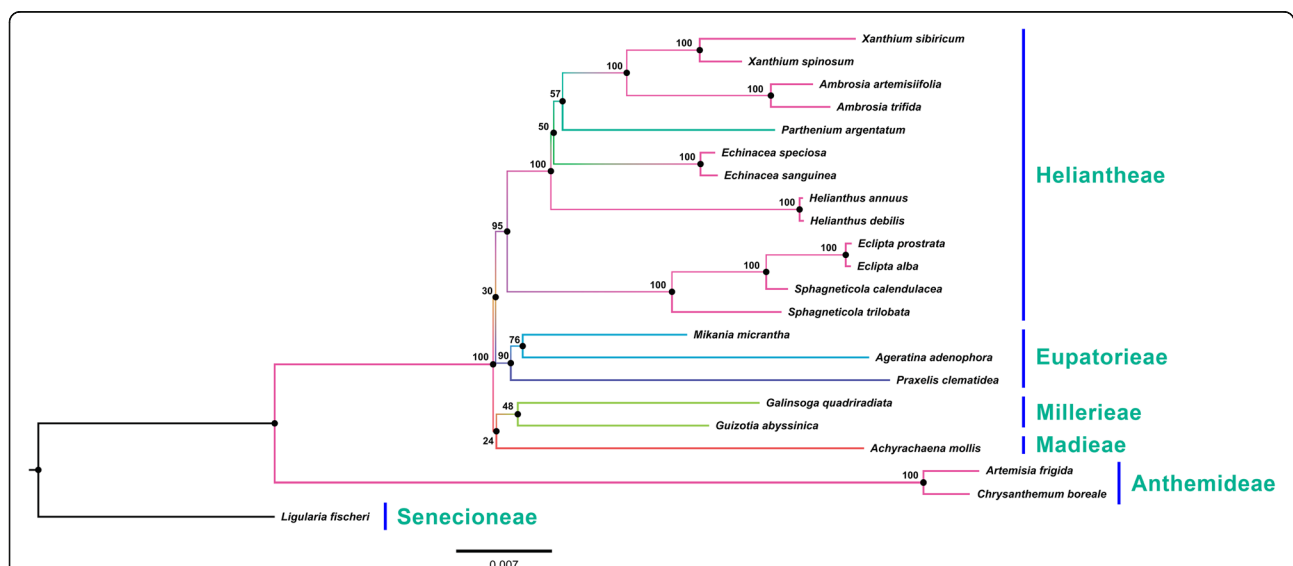 100 Xanthium sibiricum
100 Xanthium spinosum
100 Ambrosia artemisiifolia
57 Ambrosia trifida
Parthenium argentatum
50 Echinacea speciosa
100 100 Echinacea sanguinea
Heliantheae
Helianthus annuus
100 Helianthus debilis
95 Eclipta prostrata
100 Eclipta alba
100 Sphagneticola calendulacea
100 30 Sphagneticola trilobata
Mikania micrantha
76 Ageratina adenophora
100 90 Eupatorieae
Praxelis clematidea
Galinsoga quadriradiata
48 Guizotia abyssinica
Millerieae
24 Achyrachaena mollis
Madieae
100 Artemisia frigida
Chrysanthemum boreale
Anthemideae
Ligularia fischeri Senecioneae
0.007